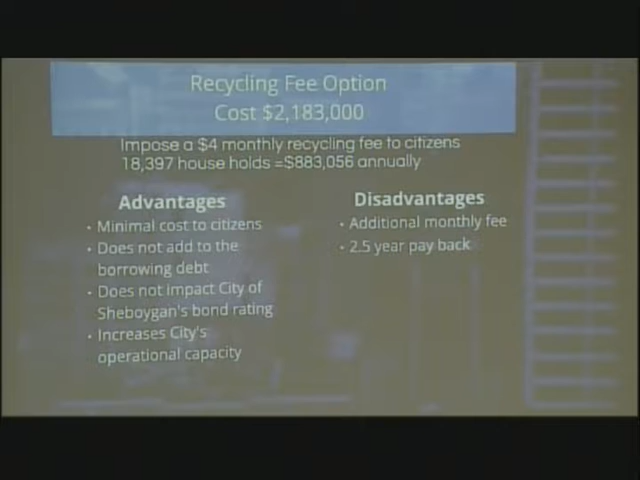 Recycling Fee Option
Cost $2,183,000
Impose a $4 monthly recycling fee to citizens
18,397 house holds =$883,056 annually
Advantages
• Minimal cost to citizens
• Does not add to the
borrowing debt
• Does not impact City of
Sheboygan's bond rating
• Increases City's
operational capacity
Disadvantages
• Additional monthly fee
• 2.5 year pay back